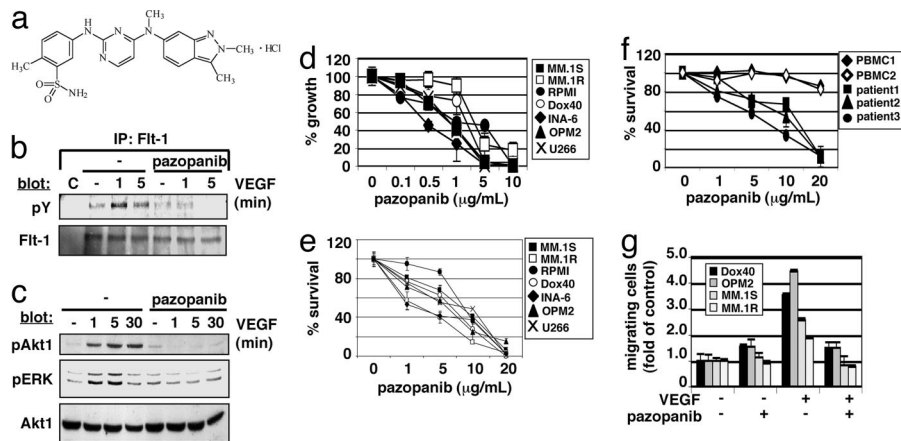 a
CH₃
H
N
N
N
N
N
N—CH₃
CH₃
• HCl
CH₃
O=S=O
NH₂
b
IP: Flt-1
- pazopanib
blot: C - 1 5 - 1 5 VEGF (min)
pY
Flt-1
c
- pazopanib
blot: - 1 5 30 - 1 5 30 VEGF (min)
pAkt1
pERK
Akt1
d
% growth
120
100
80
60
40
20
0
0 0.1 0.5 1 5 10
pazopanib (µg/mL)
MM.1S
MM.1R
RPMI
Dox40
INA-6
OPM2
U266
e
% survival
120
100
80
60
40
20
0
0 1 5 10 20
pazopanib (µg/mL)
MM.1S
MM.1R
RPMI
Dox40
INA-6
OPM2
U266
f
% survival
120
100
80
60
40
20
0
0 1 5 10 20
pazopanib (µg/mL)
PBMC1
PBMC2
patient1
patient2
patient3
g
migrating cells
(fold of control)
5.0
4.0
3.0
2.0
1.0
0
Dox40
OPM2
MM.1S
MM.1R
VEGF - - + +
pazopanib - + - +